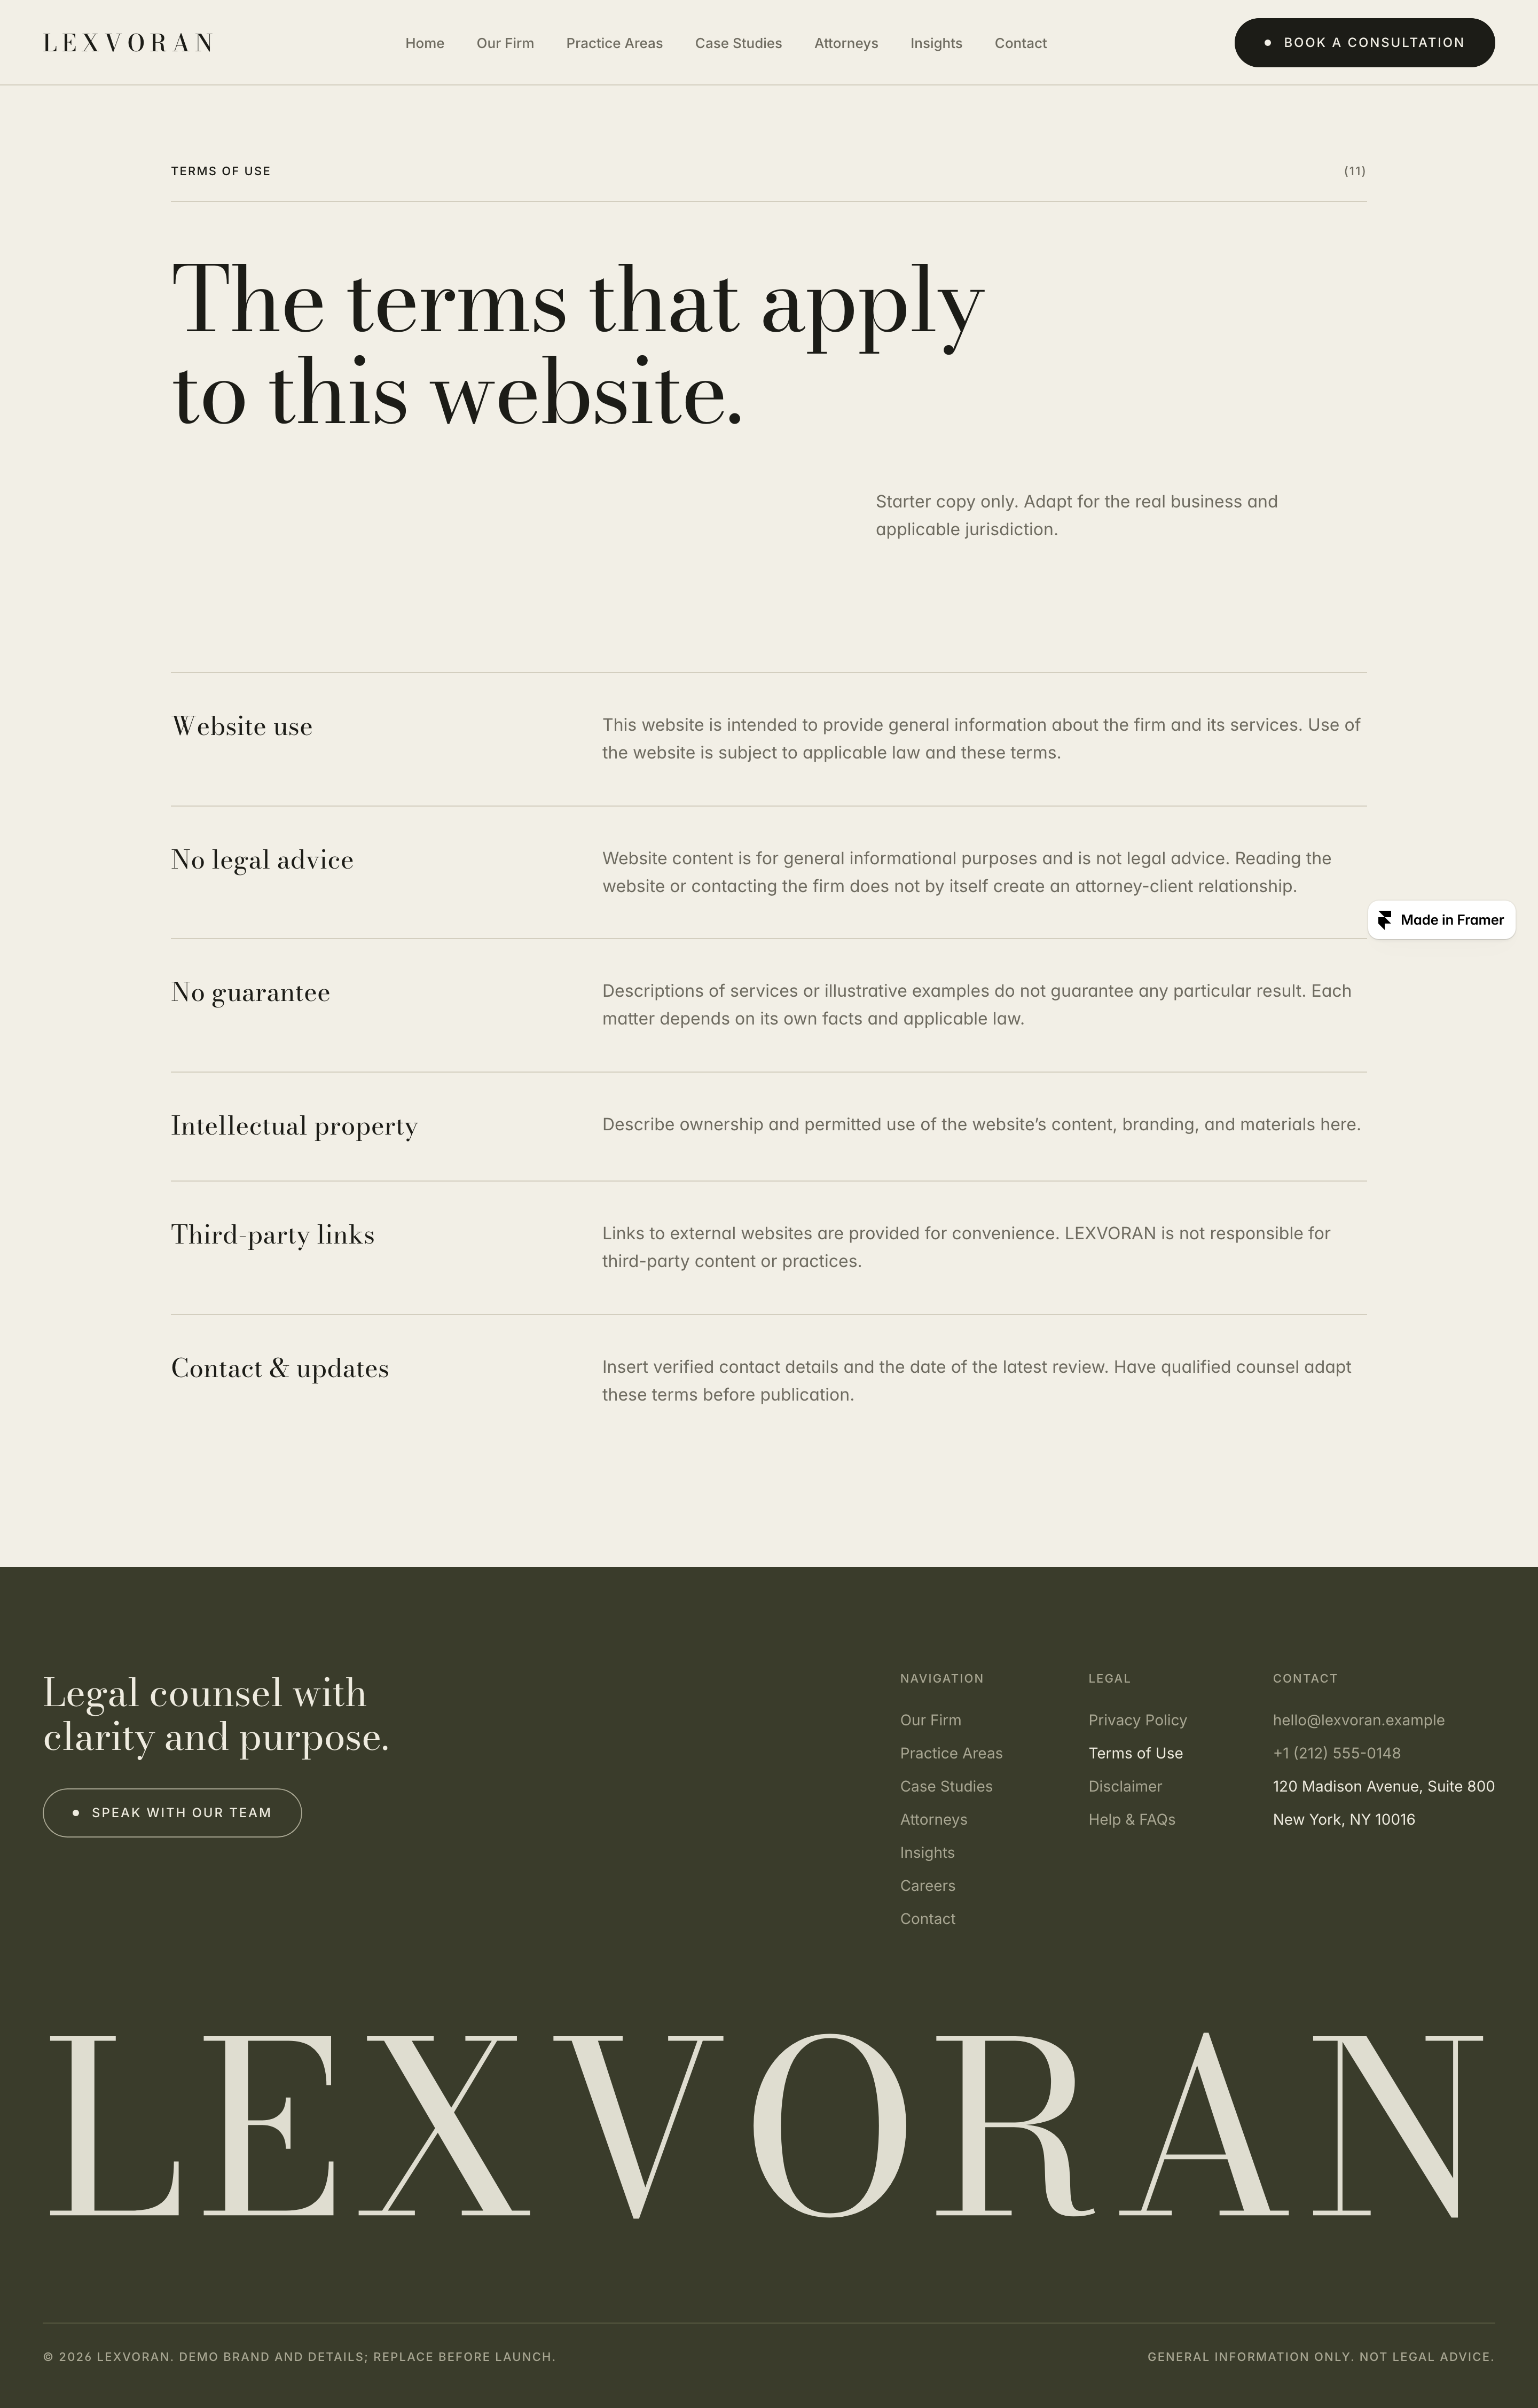 LEXVORAN
Home
Our Firm
Practice Areas
Case Studies
Attorneys
Insights
Contact
BOOK A CONSULTATION
TERMS OF USE
(11)
The terms that apply
to this website.
Starter copy only. Adapt for the real business and
applicable jurisdiction.
Website use
This website is intended to provide general information about the firm and its services. Use of
the website is subject to applicable law and these terms.
No legal advice
Website content is for general informational purposes and is not legal advice. Reading the
website or contacting the firm does not by itself create an attorney-client relationship.
Made in Framer
No guarantee
Descriptions of services or illustrative examples do not guarantee any particular result. Each
matter depends on its own facts and applicable law.
Intellectual property
Describe ownership and permitted use of the website’s content, branding, and materials here.
Third-party links
Links to external websites are provided for convenience. LEXVORAN is not responsible for
third-party content or practices.
Contact & updates
Insert verified contact details and the date of the latest review. Have qualified counsel adapt
these terms before publication.
Legal counsel with
clarity and purpose.
SPEAK WITH OUR TEAM
NAVIGATION
Our Firm
Practice Areas
Case Studies
Attorneys
Insights
Careers
Contact
LEGAL
Privacy Policy
Terms of Use
Disclaimer
Help & FAQs
CONTACT
hello@lexvoran.example
+1 (212) 555-0148
120 Madison Avenue, Suite 800
New York, NY 10016
LEXVORAN
© 2026 LEXVORAN. DEMO BRAND AND DETAILS; REPLACE BEFORE LAUNCH.
GENERAL INFORMATION ONLY. NOT LEGAL ADVICE.